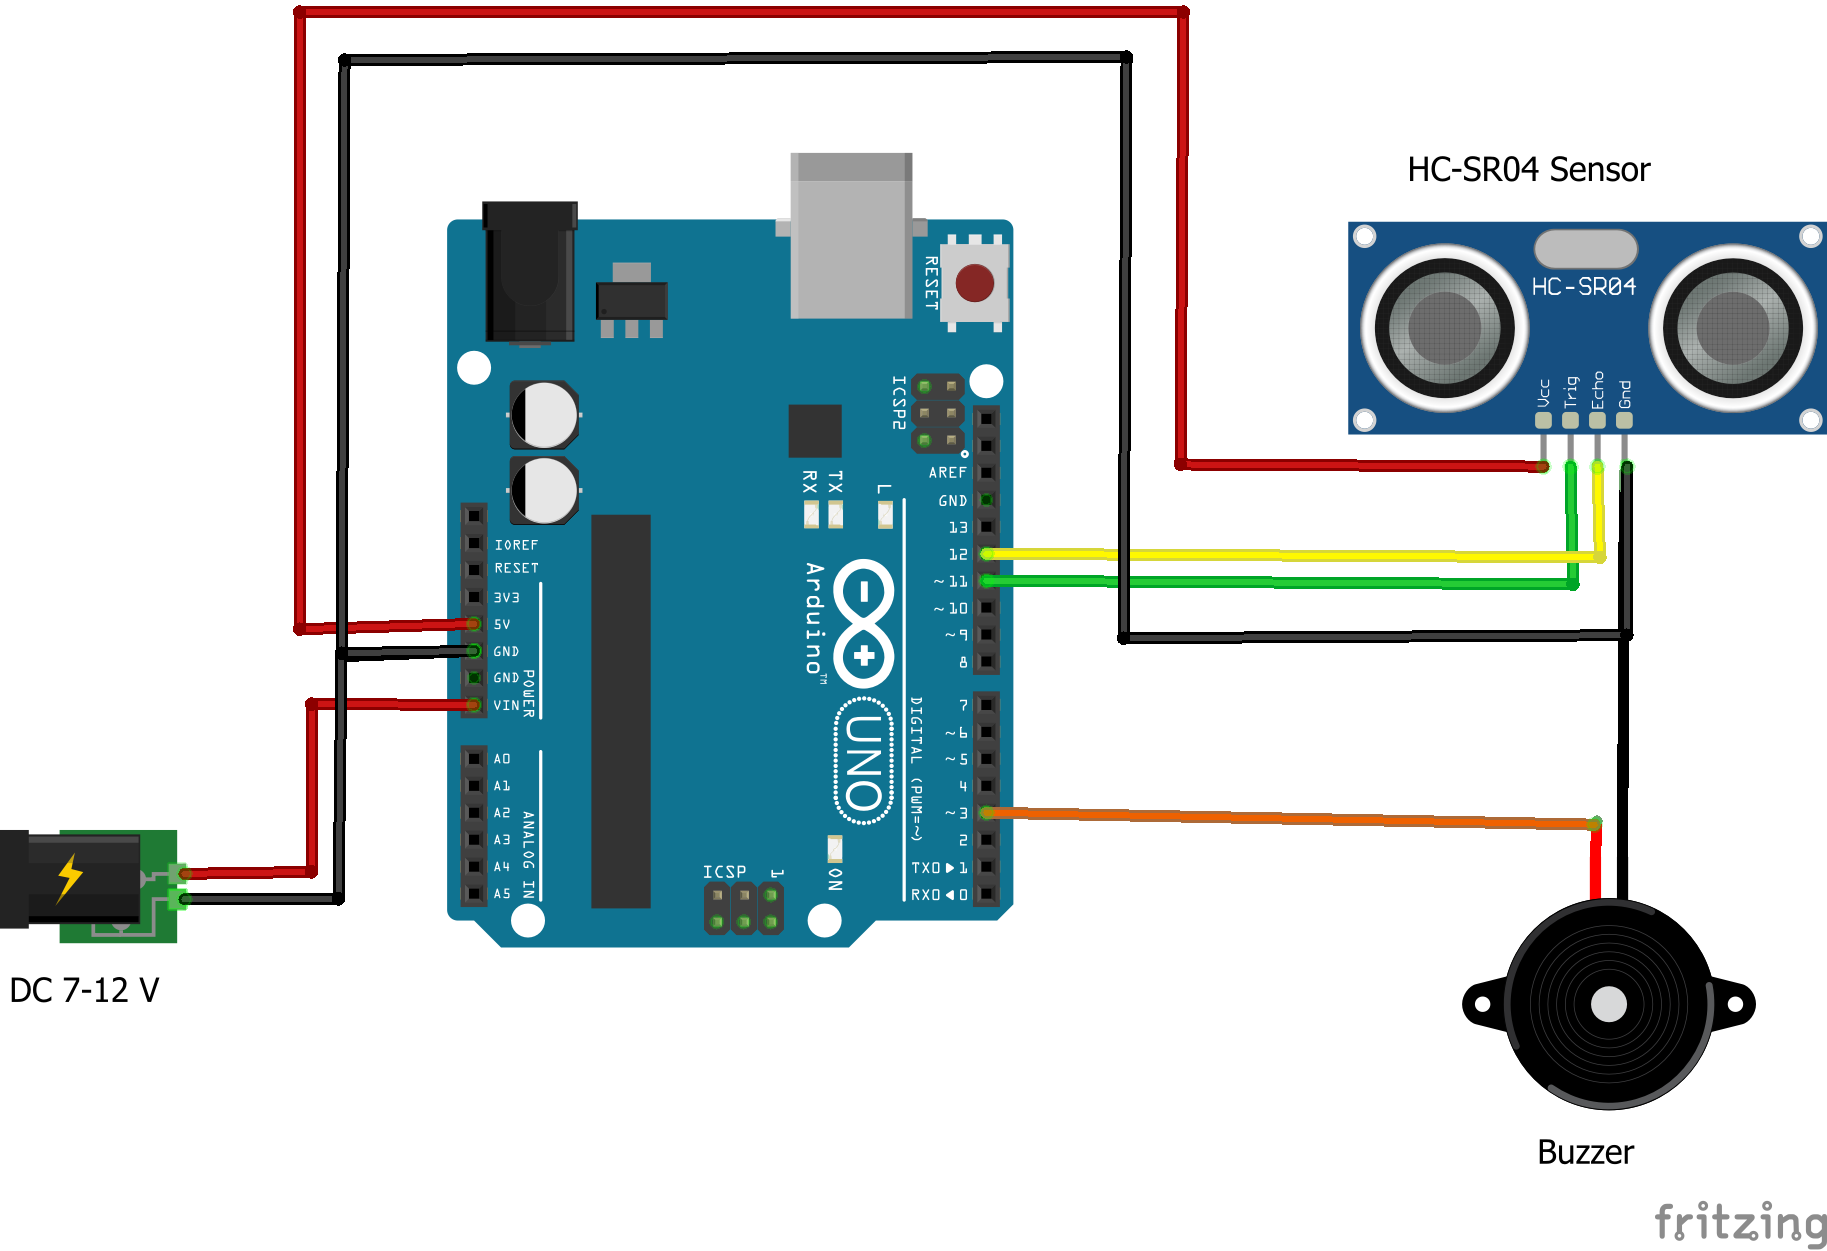 HC-SR04 Sensor
HC-SR04
Vcc
Trig
Echo
Gnd
RESET
ICSP2
AREF
GND
13
12
~11
~10
~9
8
RX
TX
L
IOREF
RESET
3V3
5V
GND
GND
VIN
POWER
Arduino™
UNO
7
~6
~5
4
~3
2
TX0▶1
RX0◀0
DIGITAL (PWM=~)
A0
A1
A2
A3
A4
A5
ANALOG IN
ICSP
1
ON
DC 7-12 V
Buzzer
fritzing